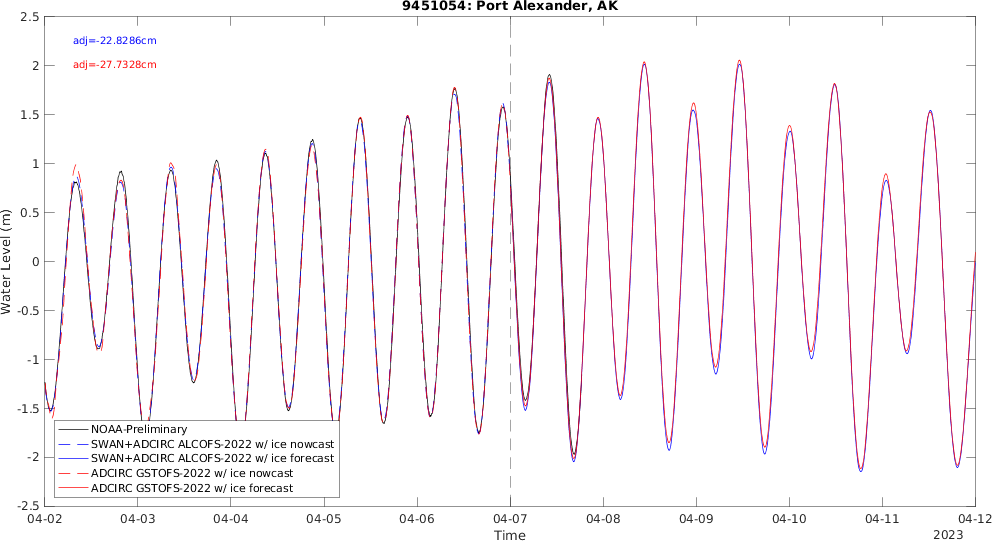 9451054: Port Alexander, AK
adj=-22.8286cm
adj=-27.7328cm
2.5
2
1.5
1
0.5
0
-0.5
-1
-1.5
-2
-2.5
Water Level (m)
NOAA-Preliminary
SWAN+ADCIRC ALCOFS-2022 w/ ice nowcast
SWAN+ADCIRC ALCOFS-2022 w/ ice forecast
ADCIRC GSTOFS-2022 w/ ice nowcast
ADCIRC GSTOFS-2022 w/ ice forecast
04-02 04-03 04-04 04-05 04-06 04-07 04-08 04-09 04-10 04-11 04-12
Time
2023